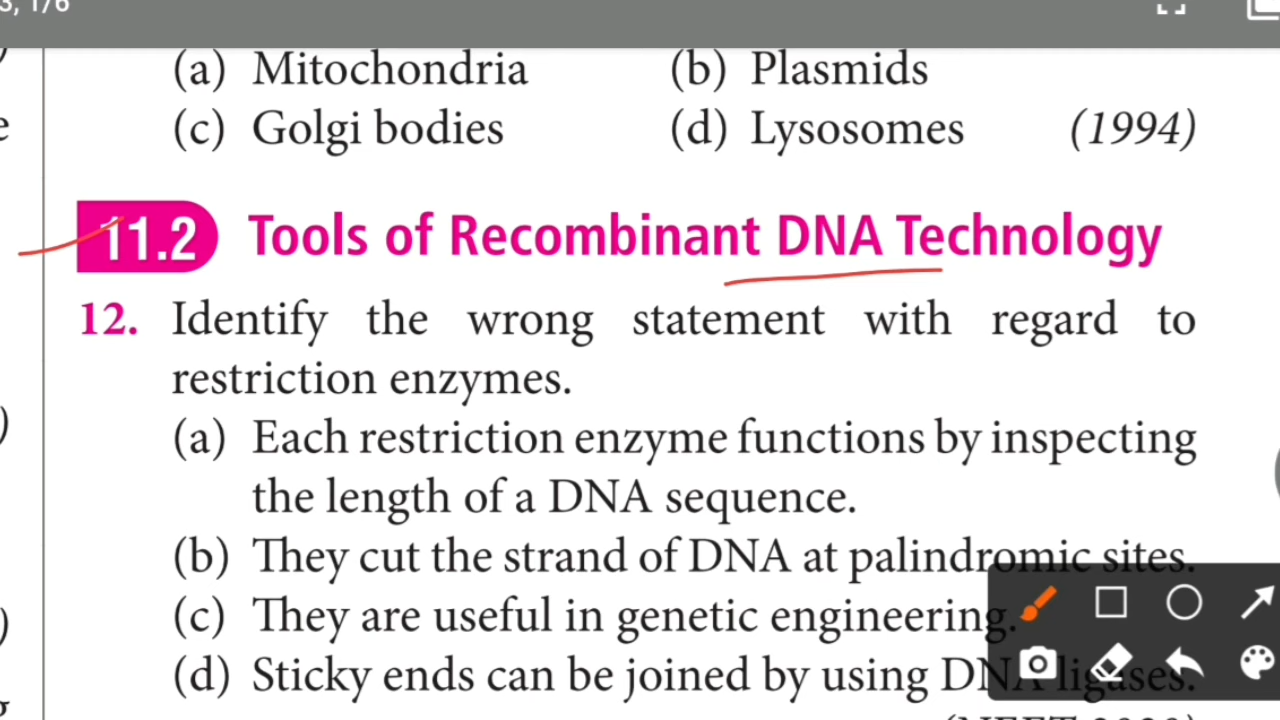 3, 1/6
(a) Mitochondria (b) Plasmids
(c) Golgi bodies (d) Lysosomes (1994)
11.2 Tools of Recombinant DNA Technology
12. Identify the wrong statement with regard to
restriction enzymes.
(a) Each restriction enzyme functions by inspecting
the length of a DNA sequence.
(b) They cut the strand of DNA at palindromic sites.
(c) They are useful in genetic engineering.
(d) Sticky ends can be joined by using DNA ligases.